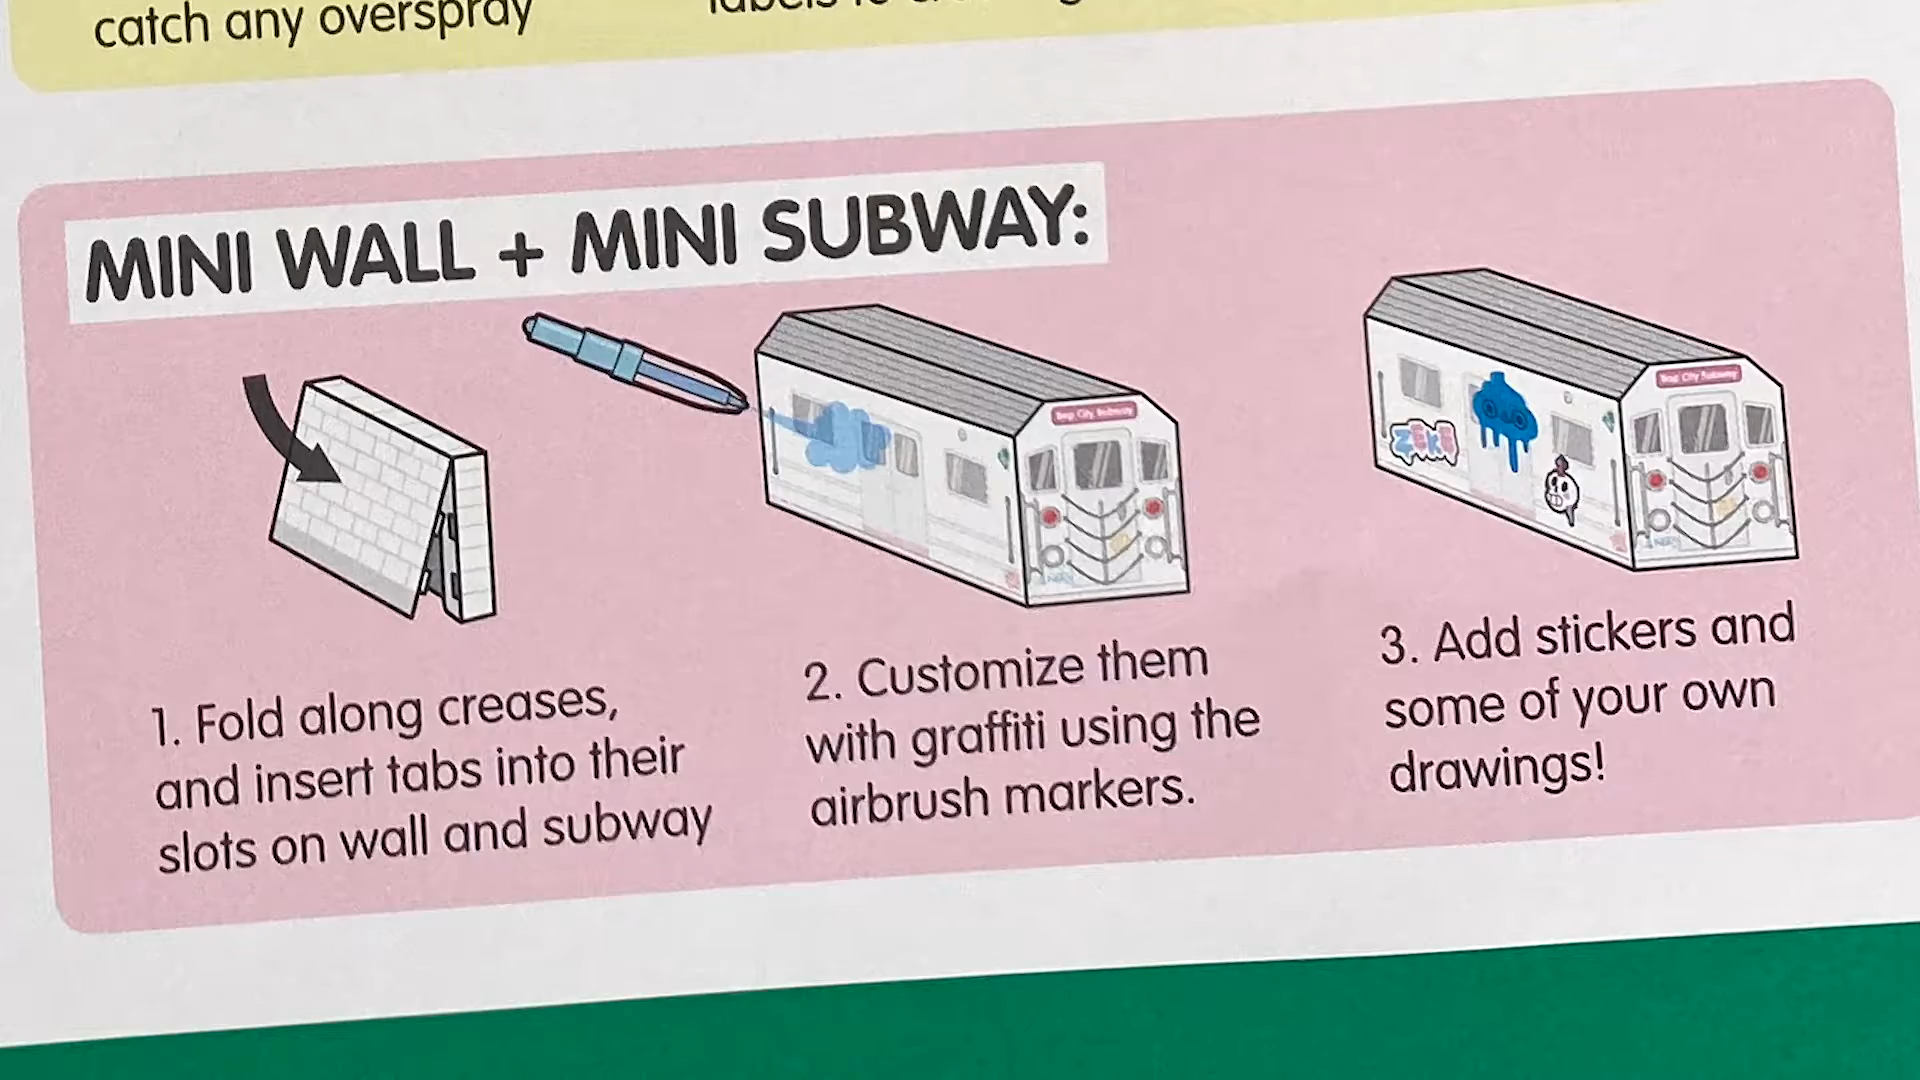 catch any overspray
MINI WALL + MINI SUBWAY:
1. Fold along creases,
and insert tabs into their
slots on wall and subway
2. Customize them
with graffiti using the
airbrush markers.
3. Add stickers and
some of your own
drawings!
ZEKE